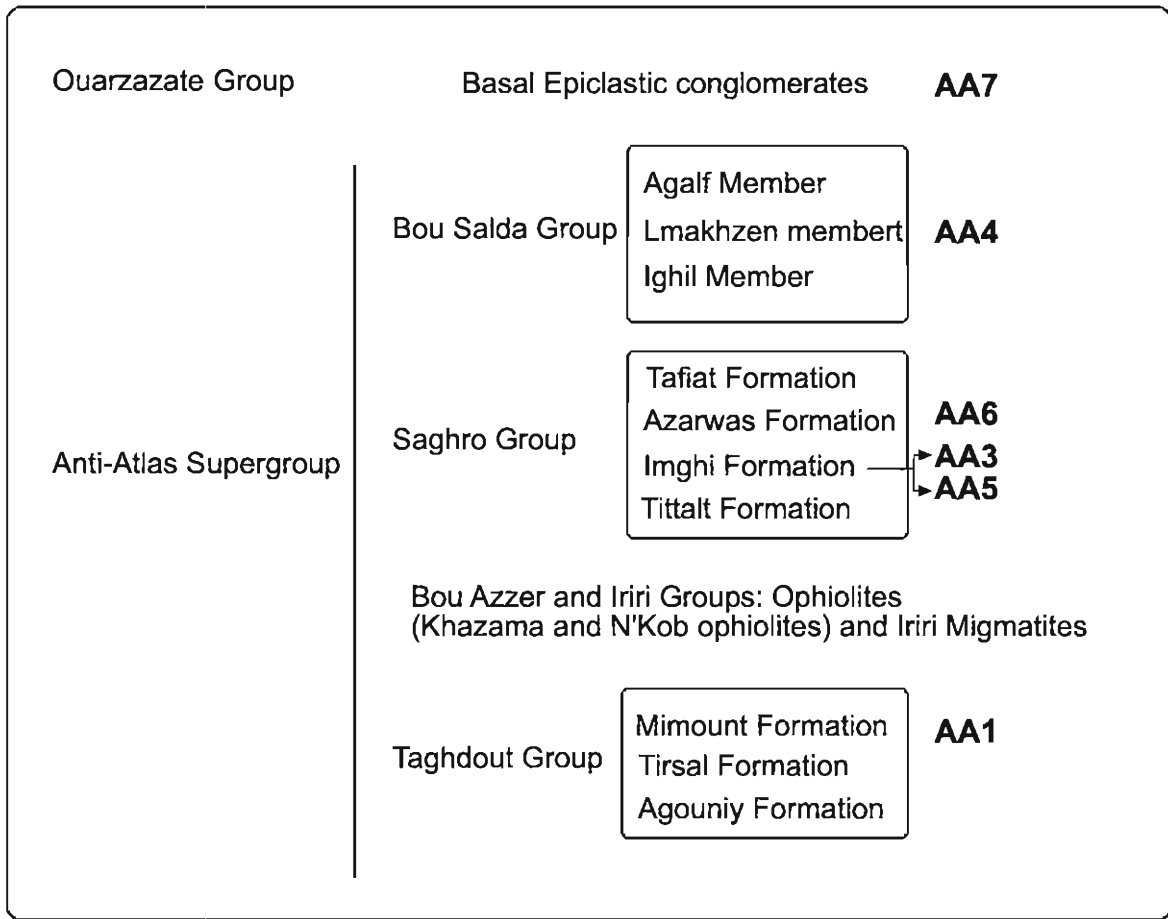 Ouarzazate Group
Basal Epiclastic conglomerates
AA7
Agalf Member
Bou Salda Group
Lmakhzen membert
AA4
Ighil Member
Tafiat Formation
Azarwas Formation
AA6
Saghro Group
Anti-Atlas Supergroup
Imghi Formation
AA3
AA5
Tittalt Formation
Bou Azzer and Iriri Groups: Ophiolites
(Khazama and N'Kob ophiolites) and Iriri Migmatites
Mimount Formation
AA1
Taghdout Group
Tirsal Formation
Agouniy Formation